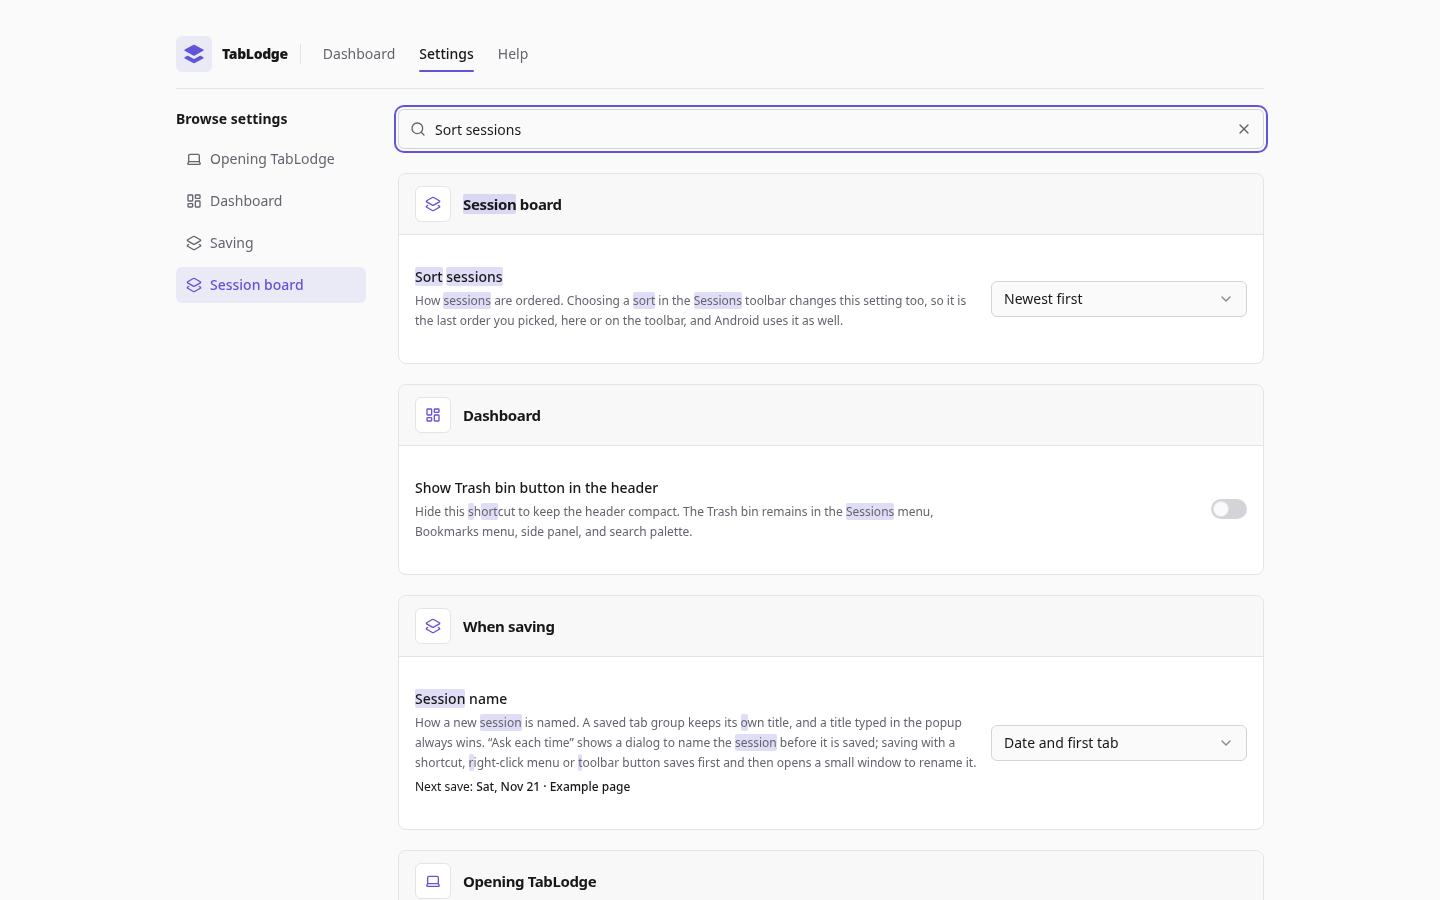 TabLodge
Dashboard
Settings
Help
Browse settings
Opening TabLodge
Dashboard
Saving
Session board
Sort sessions
Session board
Sort sessions
How sessions are ordered. Choosing a sort in the Sessions toolbar changes this setting too, so it is
the last order you picked, here or on the toolbar, and Android uses it as well.
Newest first
Dashboard
Show Trash bin button in the header
Hide this shortcut to keep the header compact. The Trash bin remains in the Sessions menu,
Bookmarks menu, side panel, and search palette.
When saving
Session name
How a new session is named. A saved tab group keeps its own title, and a title typed in the popup
always wins. “Ask each time” shows a dialog to name the session before it is saved; saving with a
shortcut, right-click menu or toolbar button saves first and then opens a small window to rename it.
Next save: Sat, Nov 21 · Example page
Date and first tab
Opening TabLodge